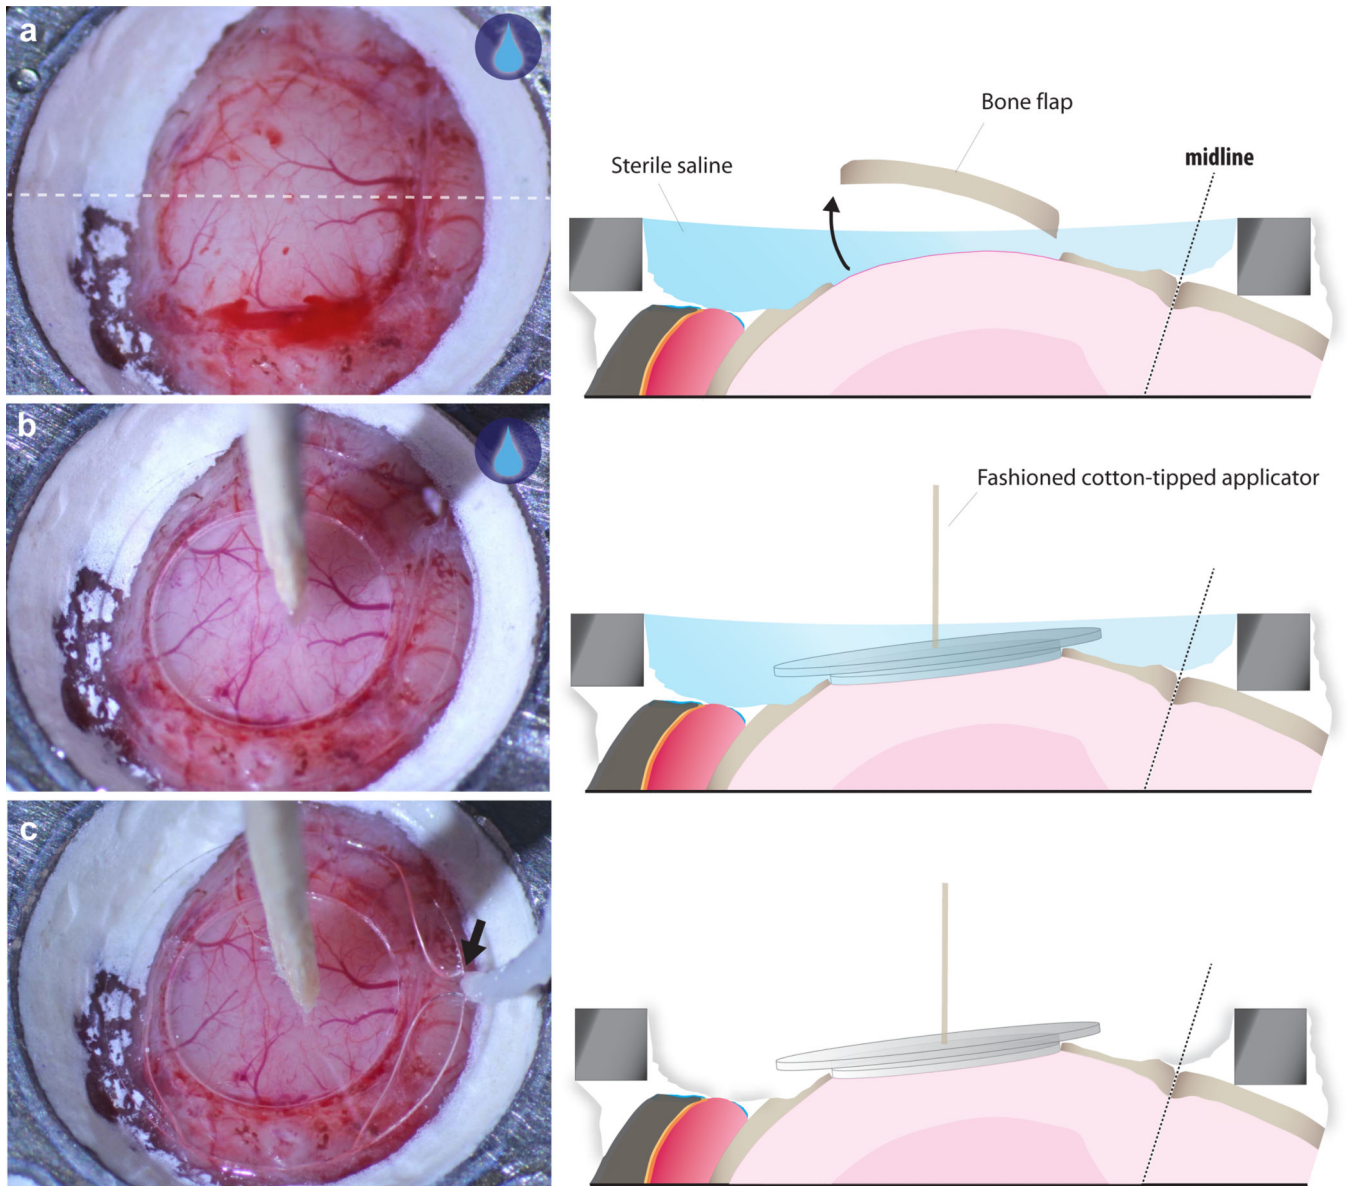 a
Bone flap
Sterile saline
midline
b
Fashioned cotton-tipped applicator
c